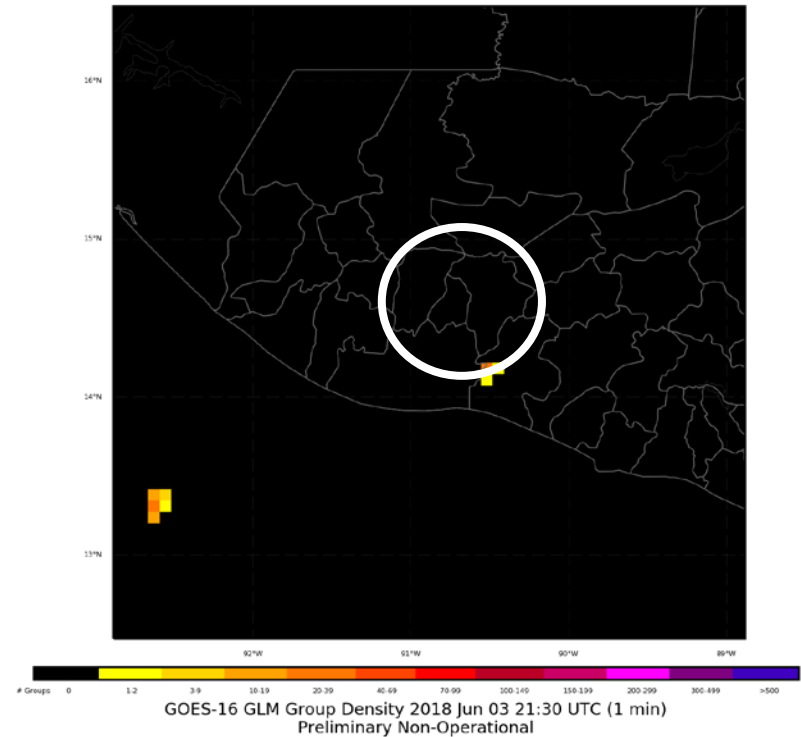 16°N
15°N
14°N
13°N
92°W 91°W 90°W 89°W
# Groups 0 1-2 3-9 10-19 20-39 40-69 70-99 100-149 150-199 200-299 300-499 >500
GOES-16 GLM Group Density 2018 Jun 03 21:30 UTC (1 min)
Preliminary Non-Operational